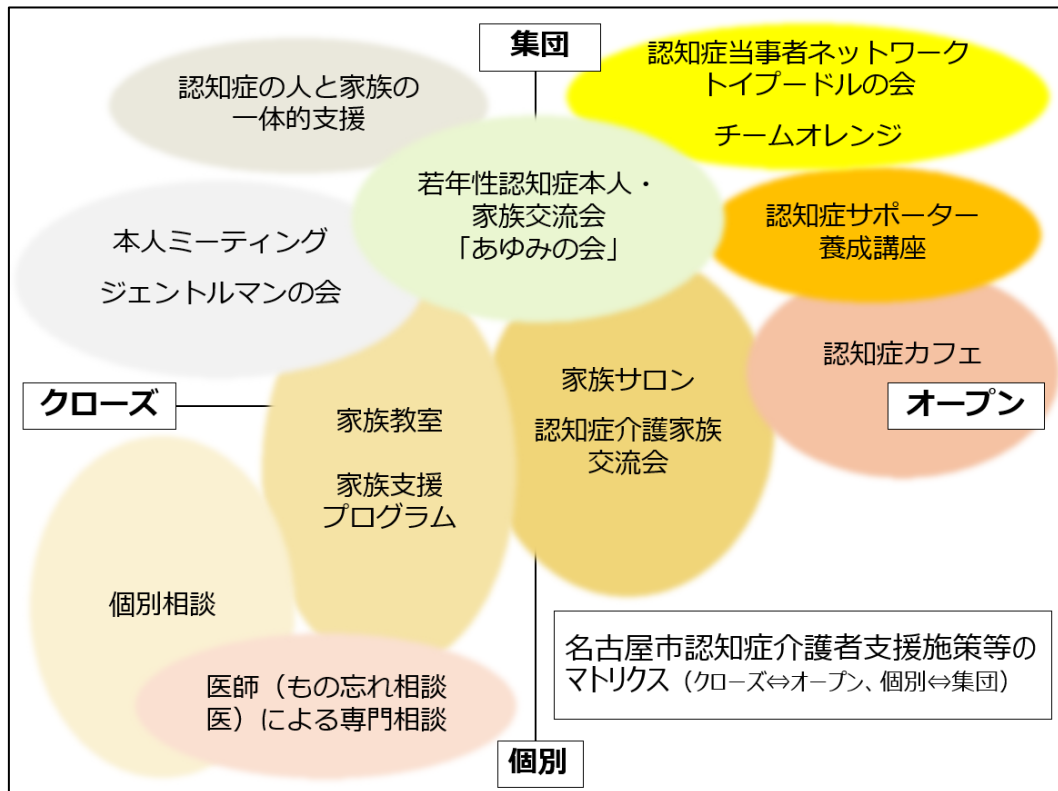 集団
認知症の人と家族の
一体的支援
認知症当事者ネットワーク
トイプードルの会
チームオレンジ
若年性認知症本人・
家族交流会
「あゆみの会」
本人ミーティング
ジェントルマンの会
認知症サポーター
養成講座
認知症カフェ
クローズ
オープン
家族教室
家族支援
プログラム
家族サロン
認知症介護家族
交流会
個別相談
医師（もの忘れ相談
医）による専門相談
名古屋市認知症介護者支援施策等の
マトリクス（クローズ⇔オープン、個別⇔集団）
個別